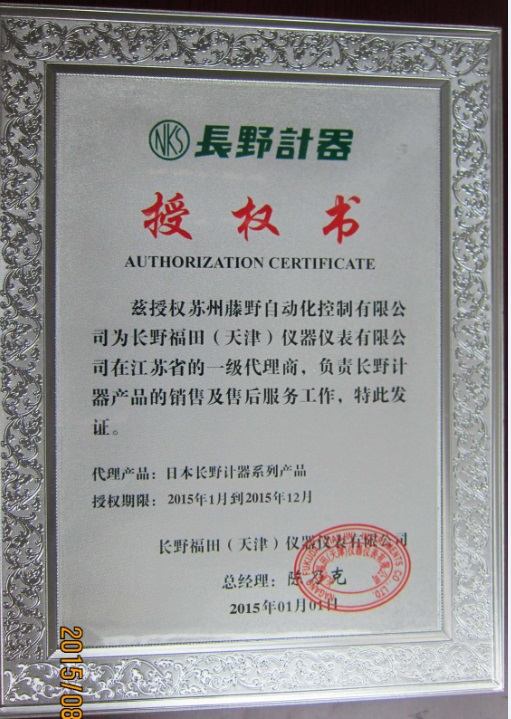 NKS 長野計器
授权书
AUTHORIZATION CERTIFICATE
兹授权苏州藤野自动化控制有限公
司为长野福田（天津）仪器仪表有限公
司在江苏省的一级代理商，负责长野计
器产品的销售及售后服务工作，特此发
证。
代理产品：日本长野计器系列产品
授权期限：2015年1月到2015年12月
长野福田（天津）仪器仪表有限公司
总经理：陈乃克
2015年01月01日
2015/08